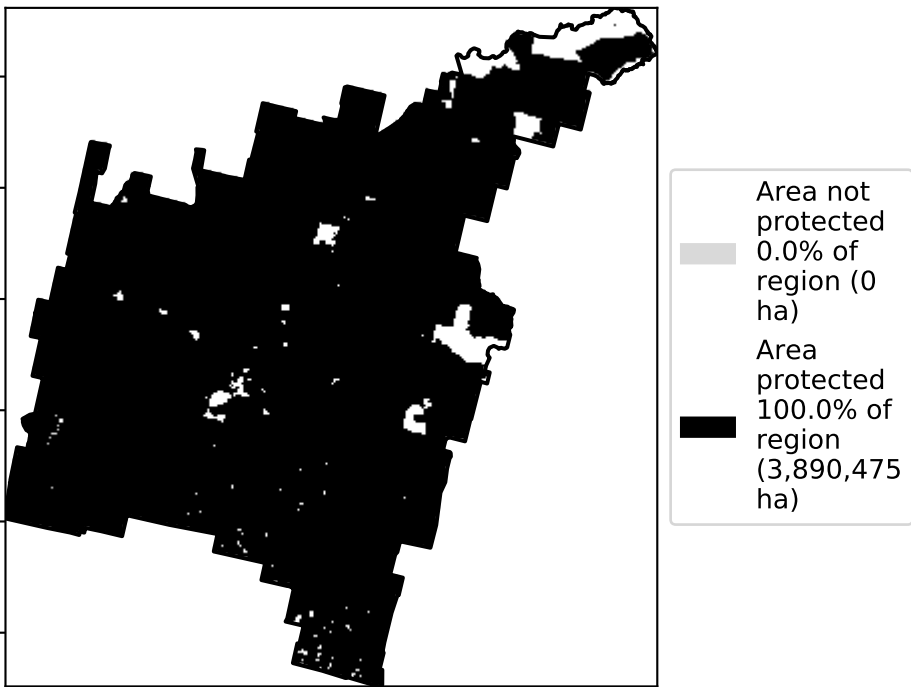 Area not
protected
0.0% of
region (0
ha)
Area
protected
100.0% of
region
(3,890,475
ha)